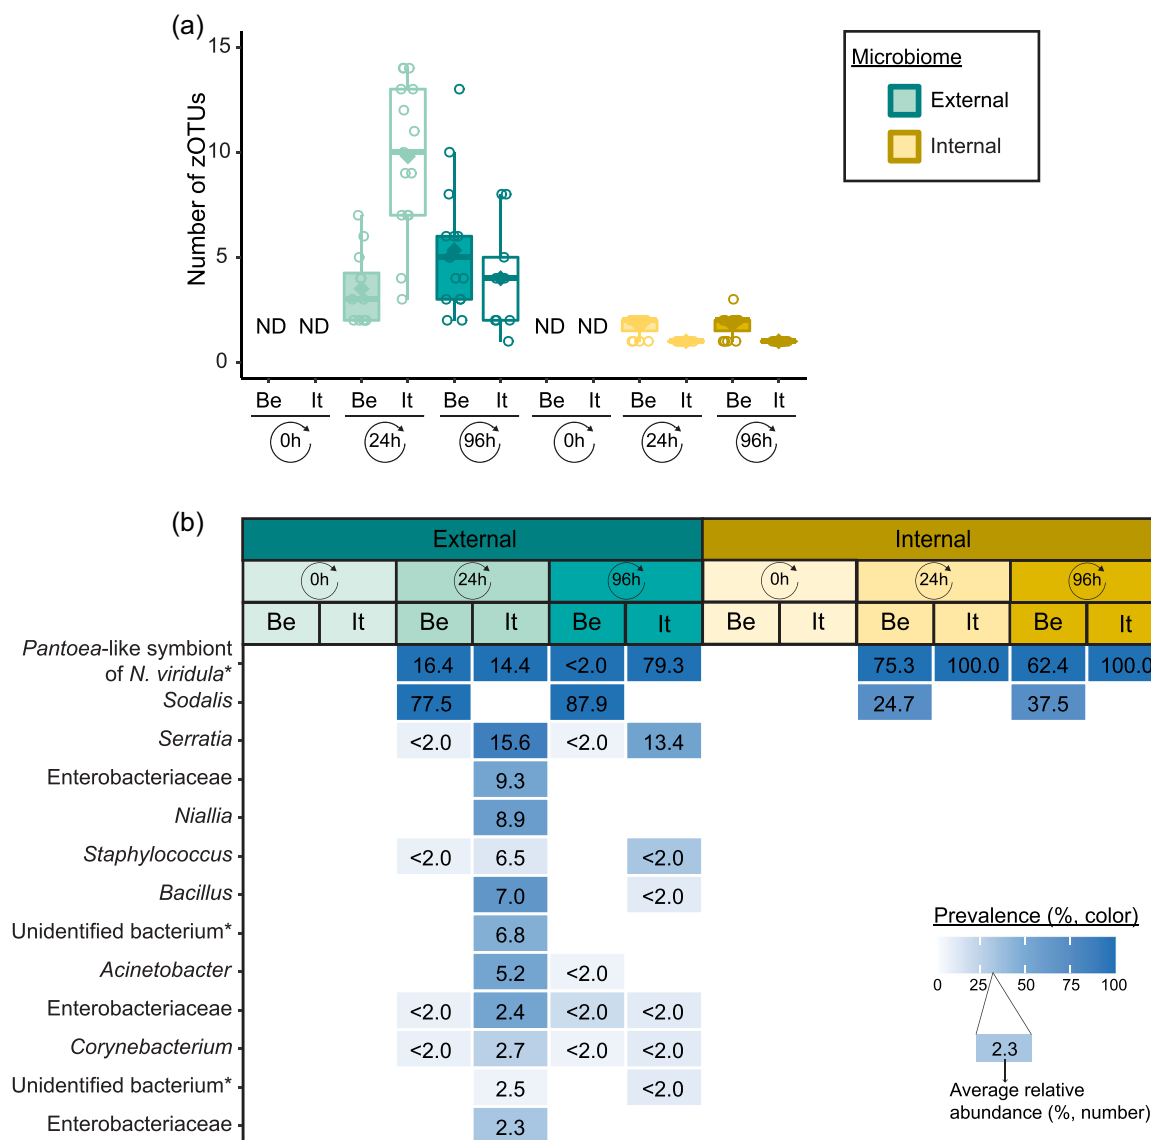 (a)
15
10
5
0
Number of zOTUs
ND ND ND ND
Be It Be It Be It Be It Be It Be It
0h 24h 96h 0h 24h 96h
Microbiome
External
Internal
(b)
External Internal
0h 24h 96h 0h 24h 96h
Be It Be It Be It Be It Be It Be It
Pantoea-like symbiont
of N. viridula* 16.4 14.4 <2.0 79.3 75.3 100.0 62.4 100.0
Sodalis 77.5 87.9 24.7 37.5
Serratia <2.0 15.6 <2.0 13.4
Enterobacteriaceae 9.3
Niallia 8.9
Staphylococcus <2.0 6.5 <2.0
Bacillus 7.0 <2.0
Unidentified bacterium* 6.8
Acinetobacter 5.2 <2.0
Enterobacteriaceae <2.0 2.4 <2.0 <2.0
Corynebacterium <2.0 2.7 <2.0 <2.0
Unidentified bacterium* 2.5 <2.0
Enterobacteriaceae 2.3
Prevalence (%, color)
0 25 50 75 100
2.3
Average relative
abundance (%, number)